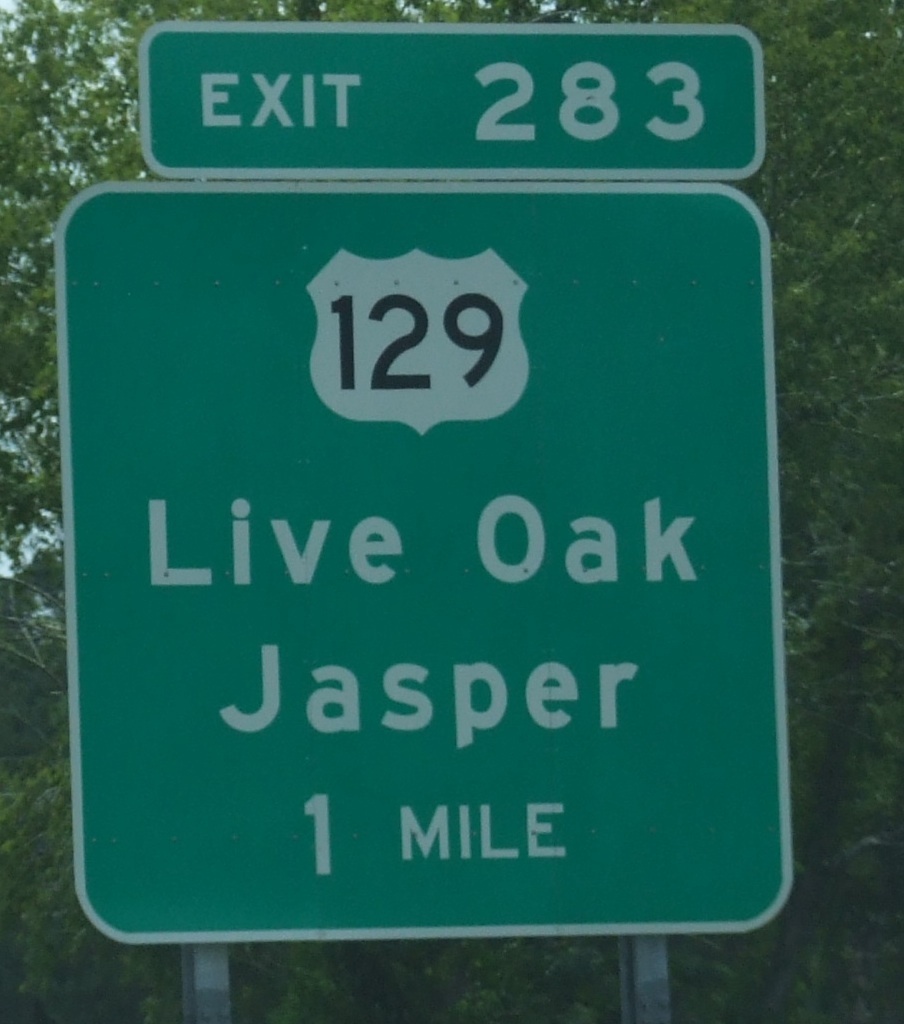 EXIT 283
129
Live Oak
Jasper
1 MILE